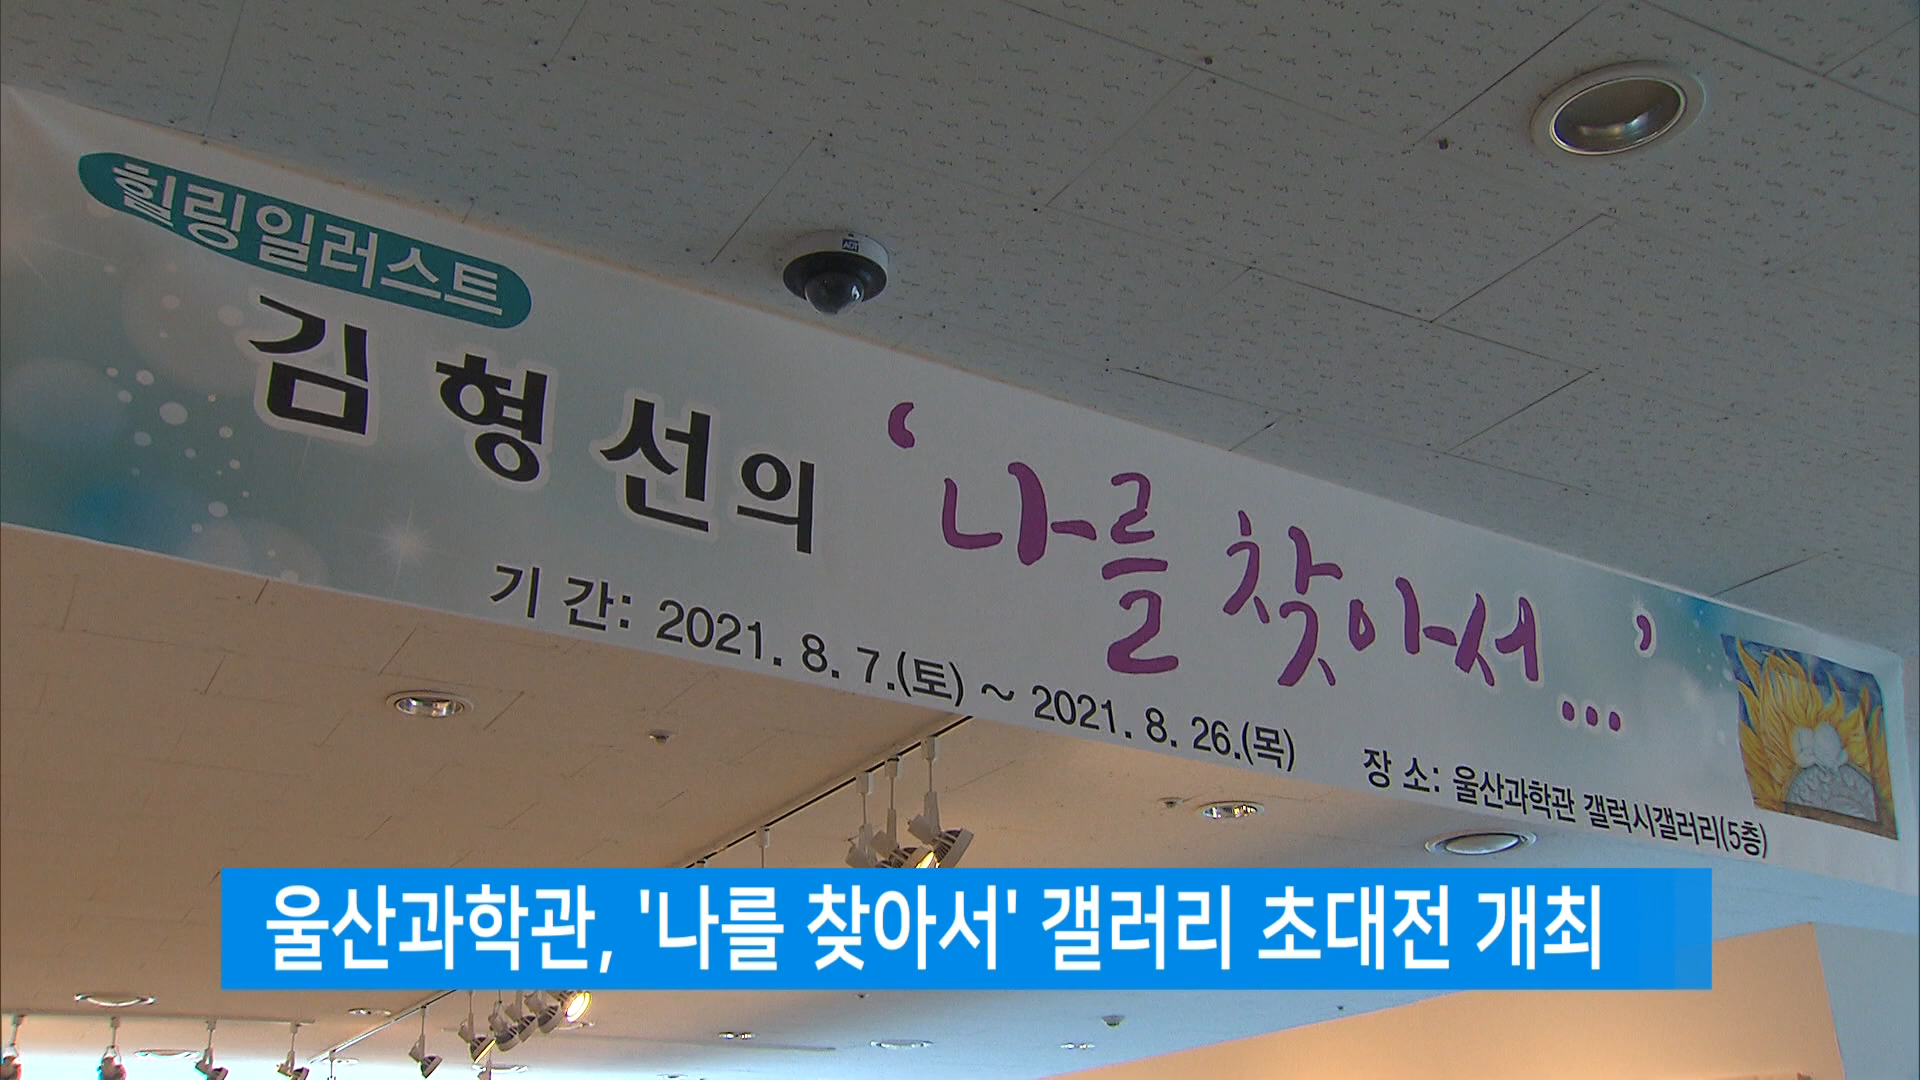 힐링일러스트
김형선의 '나를 찾아서...'
기 간: 2021. 8. 7.(토) ~ 2021. 8. 26.(목) 장 소: 울산과학관 갤럭시갤러리(5층)
ADT
울산과학관, '나를 찾아서' 갤러리 초대전 개최